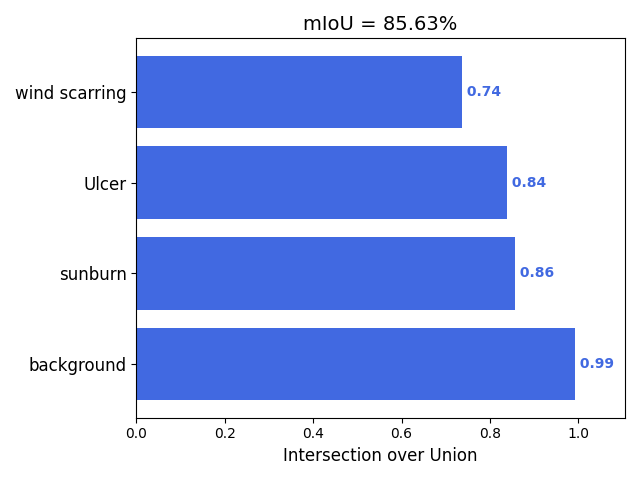 mIoU = 85.63%
wind scarring
0.74
Ulcer
0.84
sunburn
0.86
background
0.99
0.0 0.2 0.4 0.6 0.8 1.0
Intersection over Union